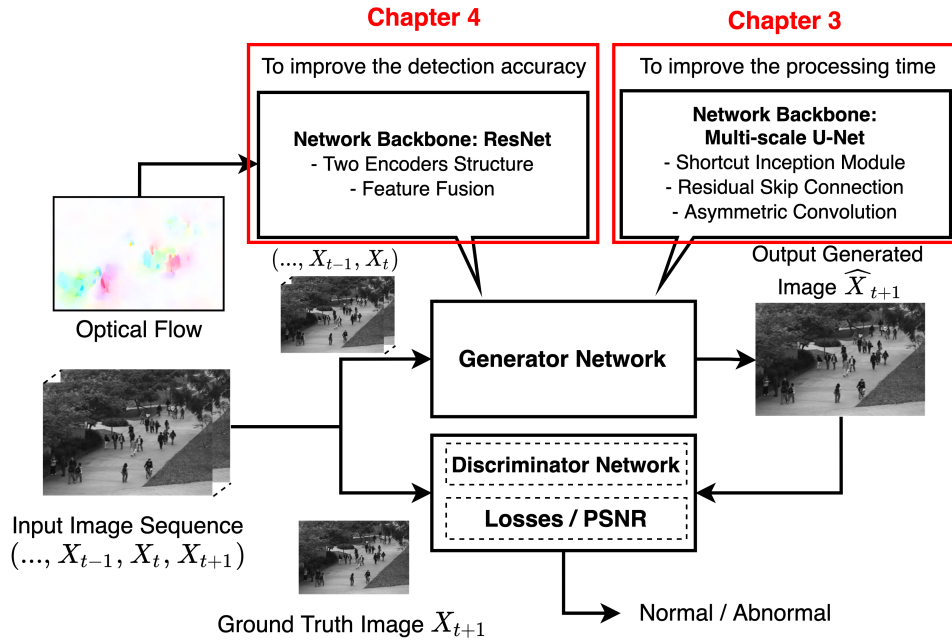 Chapter 4
Chapter 3
To improve the detection accuracy
To improve the processing time
Network Backbone: ResNet
- Two Encoders Structure
- Feature Fusion
Network Backbone:
Multi-scale U-Net
- Shortcut Inception Module
- Residual Skip Connection
- Asymmetric Convolution
(..., X_{t-1}, X_t)
Output Generated
Image \widehat{X}_{t+1}
Optical Flow
Generator Network
Discriminator Network
Losses / PSNR
Input Image Sequence
(..., X_{t-1}, X_t, X_{t+1})
Ground Truth Image X_{t+1}
Normal / Abnormal